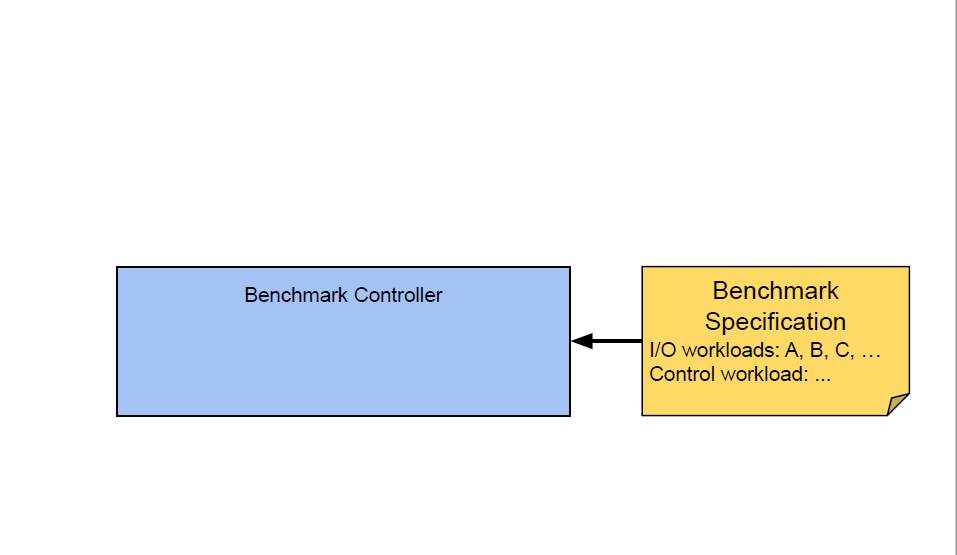 Benchmark Controller
Benchmark
Specification
I/O workloads: A, B, C, …
Control workload: ...